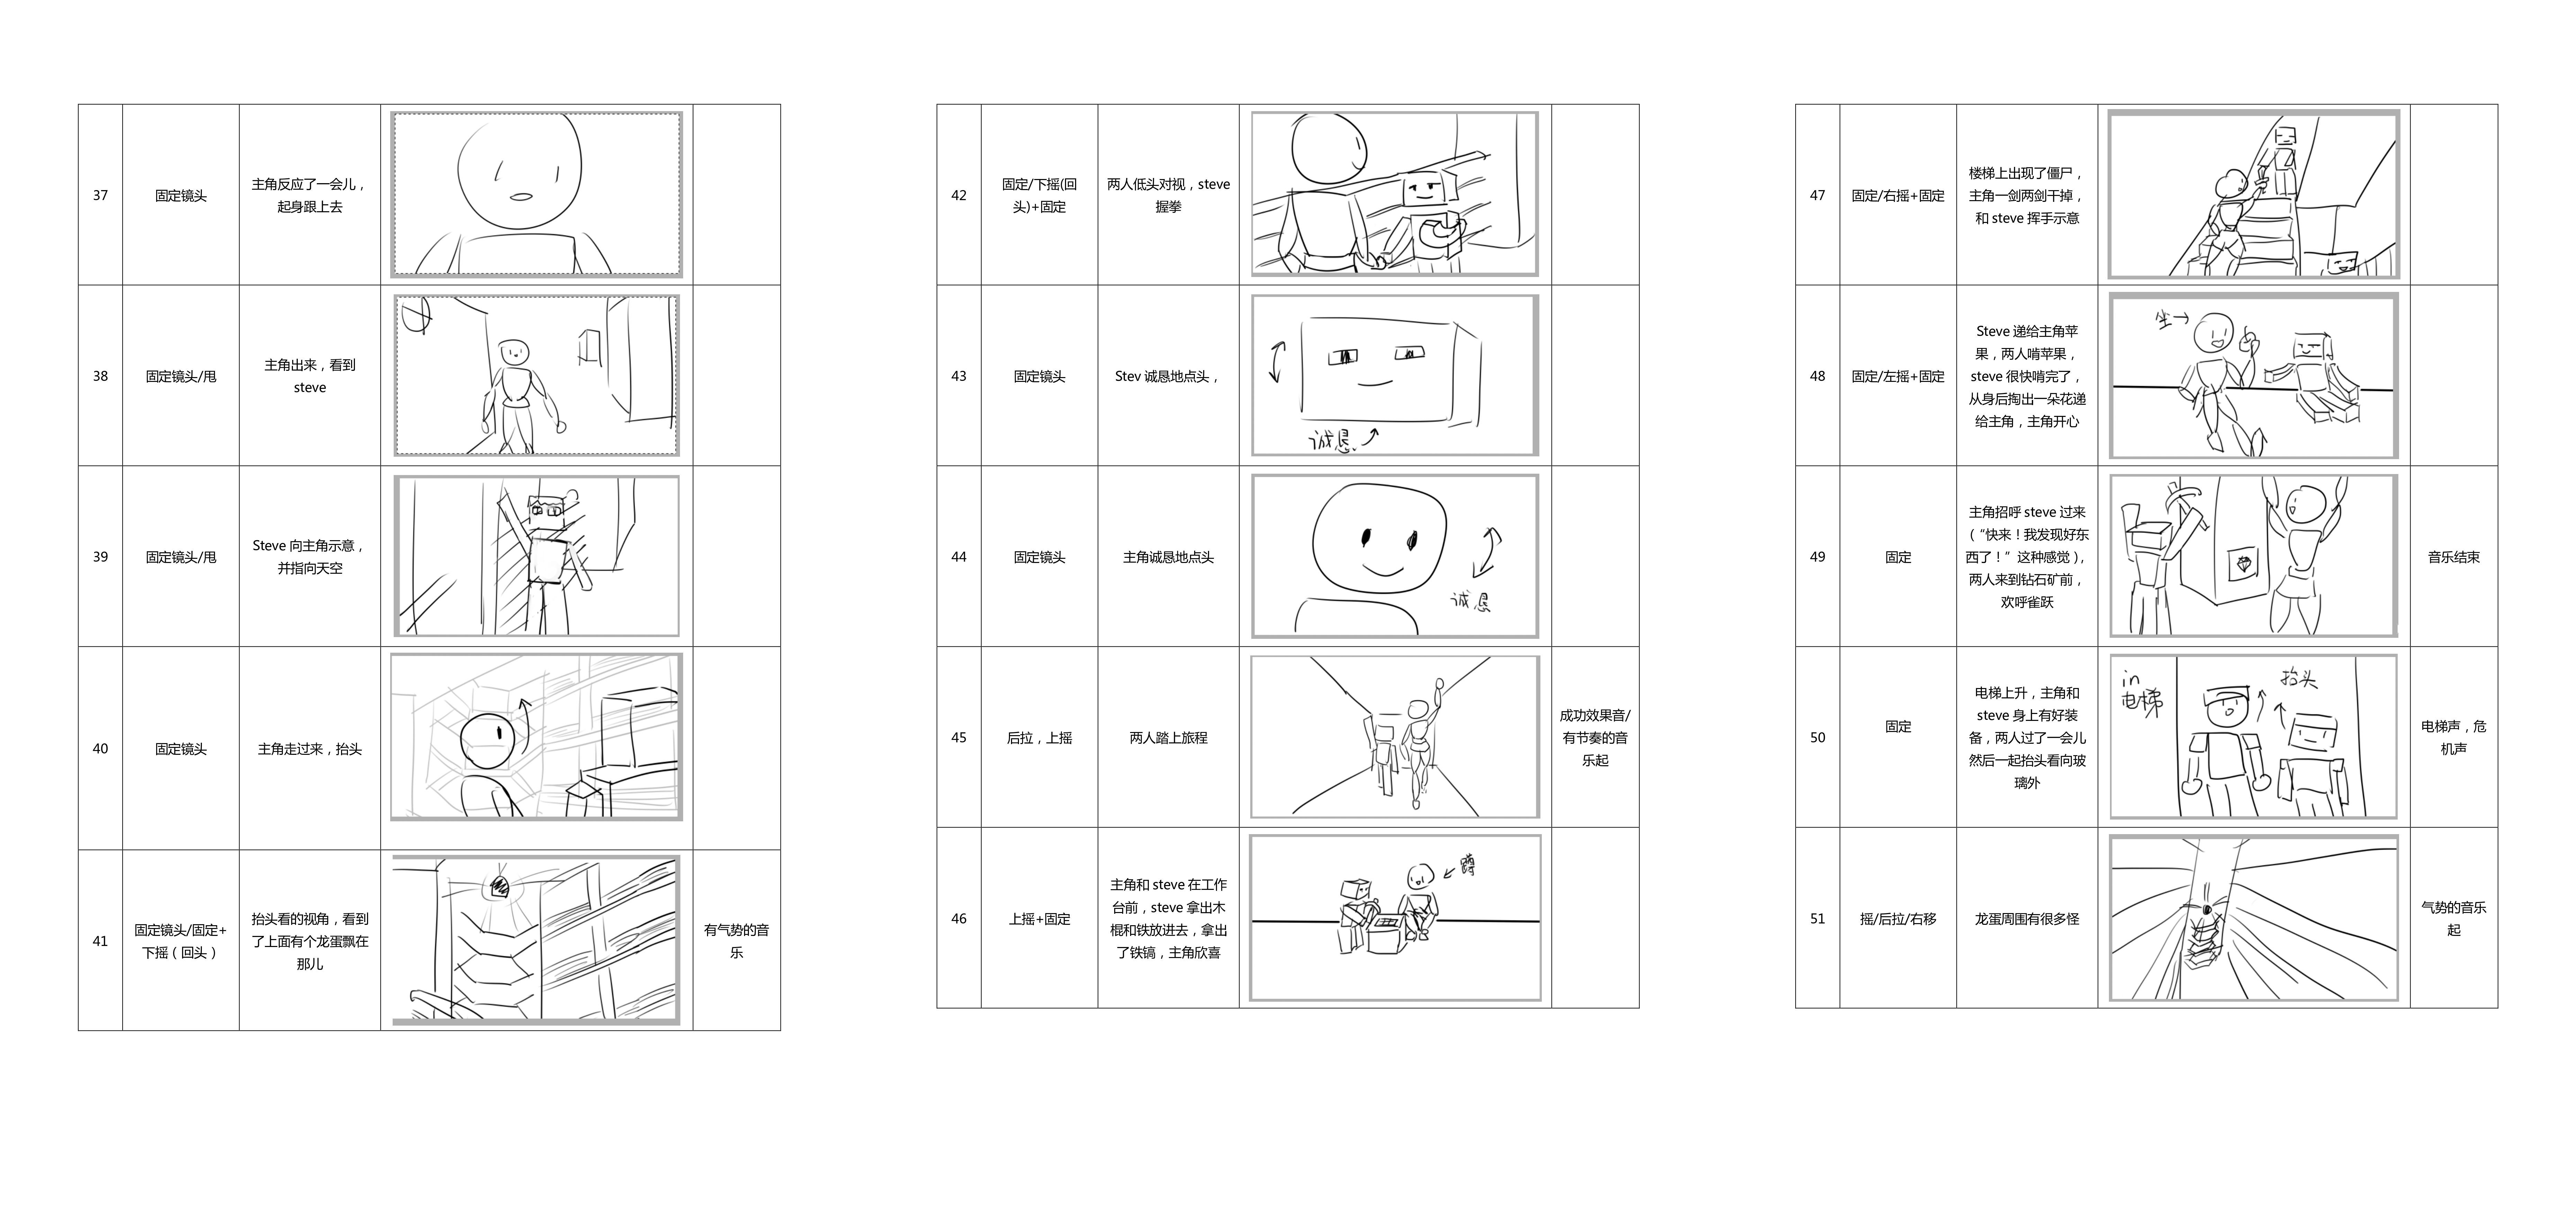 37
固定镜头
主角反应了一会儿，
起身跟上去
38
固定镜头/甩
主角出来，看到
steve
39
固定镜头/甩
Steve 向主角示意，
并指向天空
40
固定镜头
主角走过来，抬头
41
固定镜头/固定+
下摇（回头）
抬头看的视角，看到
了上面有个龙蛋飘在
那儿
有气势的音
乐
42
固定/下摇(回
头)+固定
两人低头对视，steve
握拳
43
固定镜头
Stev 诚恳地点头，
诚恳
44
固定镜头
主角诚恳地点头
诚恳
45
后拉，上摇
两人踏上旅程
成功效果音/
有节奏的音
乐起
46
上摇+固定
主角和 steve 在工作
台前，steve 拿出木
棍和铁放进去，拿出
了铁镐，主角欣喜
蹲
47
固定/右摇+固定
楼梯上出现了僵尸，
主角一剑两剑干掉，
和 steve 挥手示意
48
固定/左摇+固定
Steve 递给主角苹
果，两人啃苹果，
steve 很快啃完了，
从身后掏出一朵花递
给主角，主角开心
坐
49
固定
主角招呼 steve 过来
（“快来！我发现好东
西了！”这种感觉），
两人来到钻石矿前，
欢呼雀跃
音乐结束
50
固定
电梯上升，主角和
steve 身上有好装
备，两人过了一会儿
然后一起抬头看向玻
璃外
in
电梯
抬头
电梯声，危
机声
51
摇/后拉/右移
龙蛋周围有很多怪
气势的音乐
起